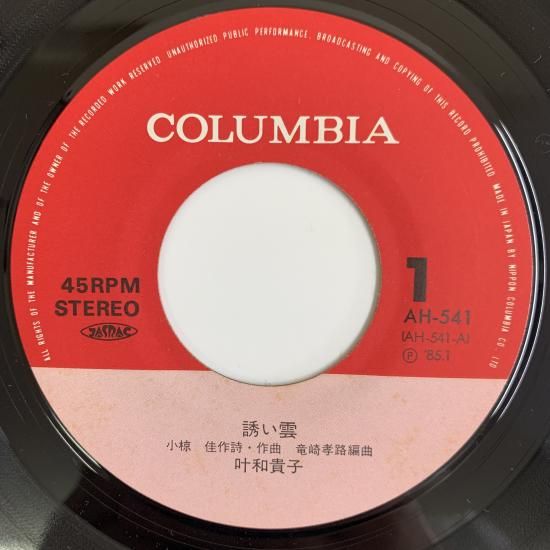 ALL RIGHTS OF THE MANUFACTURER AND OF THE OWNER OF THE RECORDED WORK RESERVED UNAUTHORIZED PUBLIC PERFORMANCE, BROADCASTING AND COPYING OF THIS RECORD PROHIBITED MADE IN JAPAN BY NIPPON COLUMBIA CO., LTD
COLUMBIA
45RPM
STEREO
JASRAC
1
AH-541
(AH-541-A)
Ⓟ '85.1
誘い雲
小椋 佳作詩・作曲 竜崎孝路編曲
叶和貴子